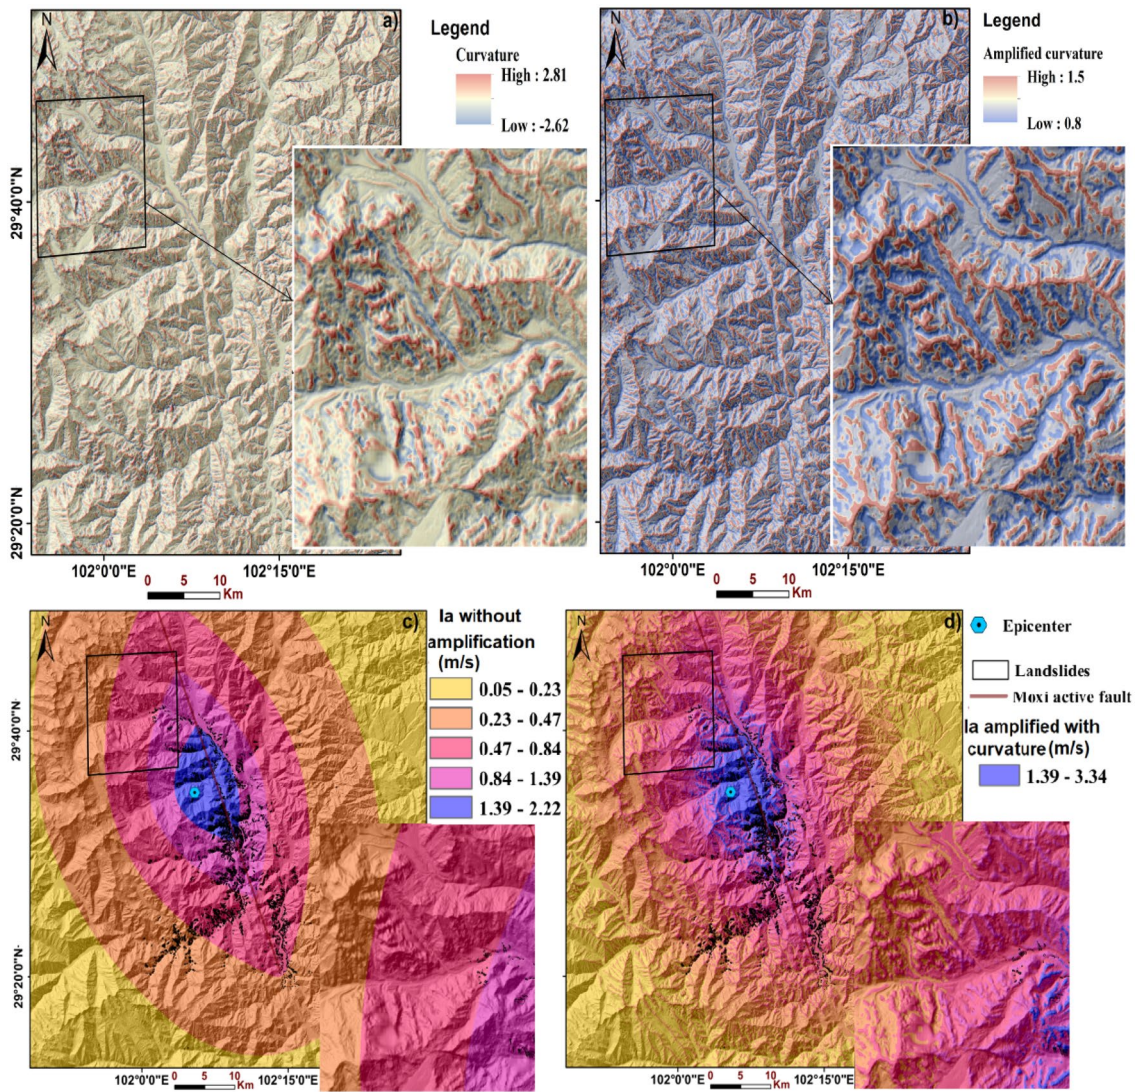 N
a)
Legend
Curvature
High : 2.81
Low : -2.62
29°40'0"N
29°20'0"N
102°0'0"E
102°15'0"E
0 5 10
Km
N
b)
Legend
Amplified curvature
High : 1.5
Low : 0.8
102°0'0"E
102°15'0"E
0 5 10
Km
N
c)
Ia without
amplification
(m/s)
0.05 - 0.23
0.23 - 0.47
0.47 - 0.84
0.84 - 1.39
1.39 - 2.22
29°40'0"N
29°20'0"N
102°0'0"E
102°15'0"E
0 5 10
Km
N
d)
Epicenter
Landslides
Moxi active fault
Ia amplified with
curvature (m/s)
1.39 - 3.34
102°0'0"E
102°15'0"E
0 5 10
Km